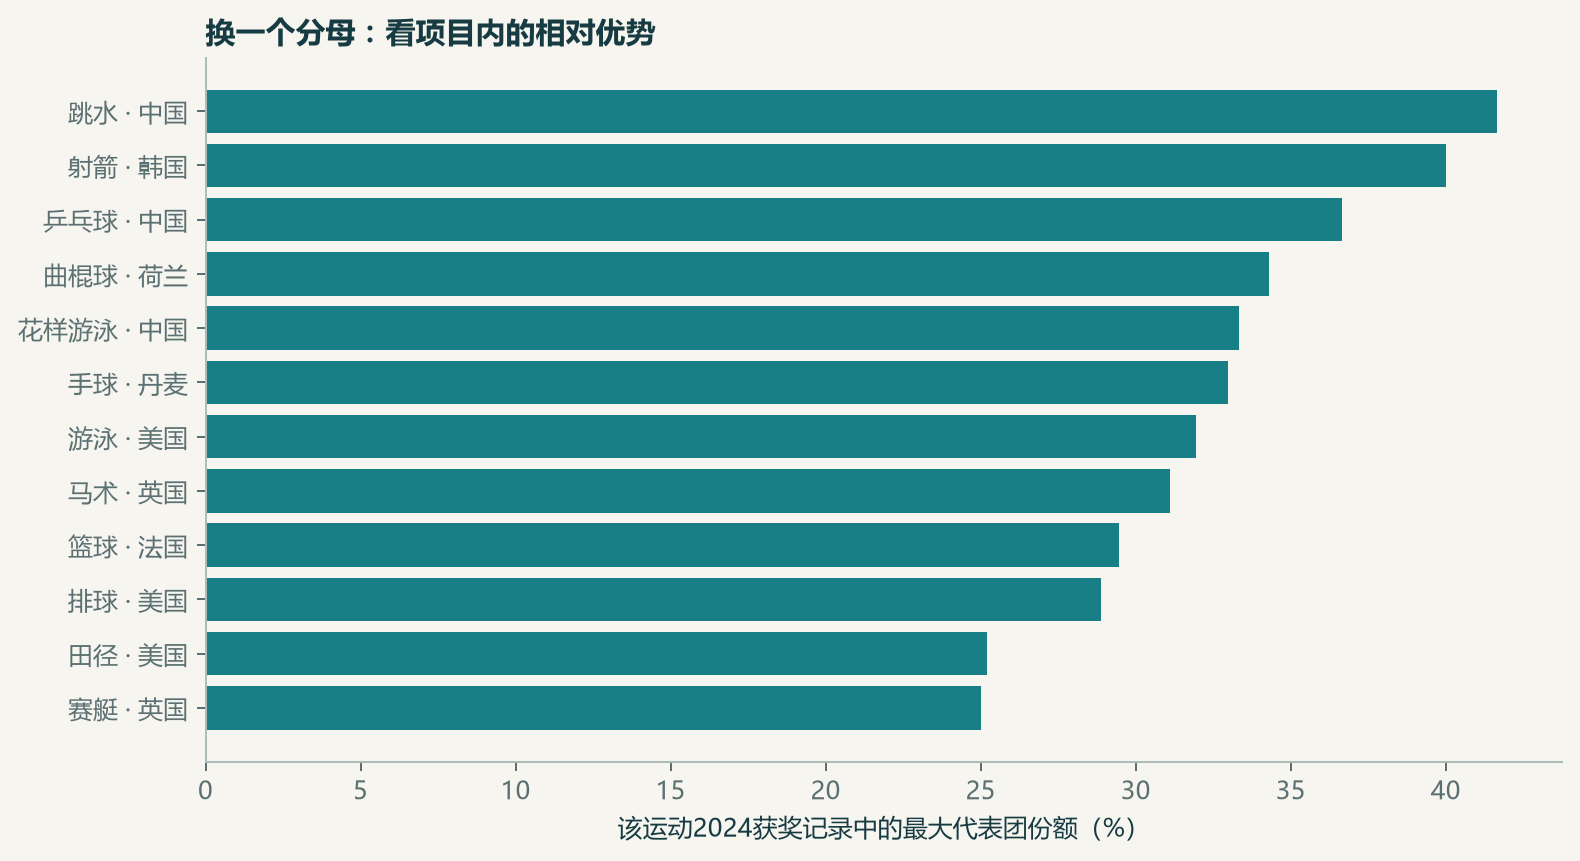 换一个分母：看项目内的相对优势
跳水 · 中国
射箭 · 韩国
乒乓球 · 中国
曲棍球 · 荷兰
花样游泳 · 中国
手球 · 丹麦
游泳 · 美国
马术 · 英国
篮球 · 法国
排球 · 美国
田径 · 美国
赛艇 · 英国
0 5 10 15 20 25 30 35 40
该运动2024获奖记录中的最大代表团份额（%）